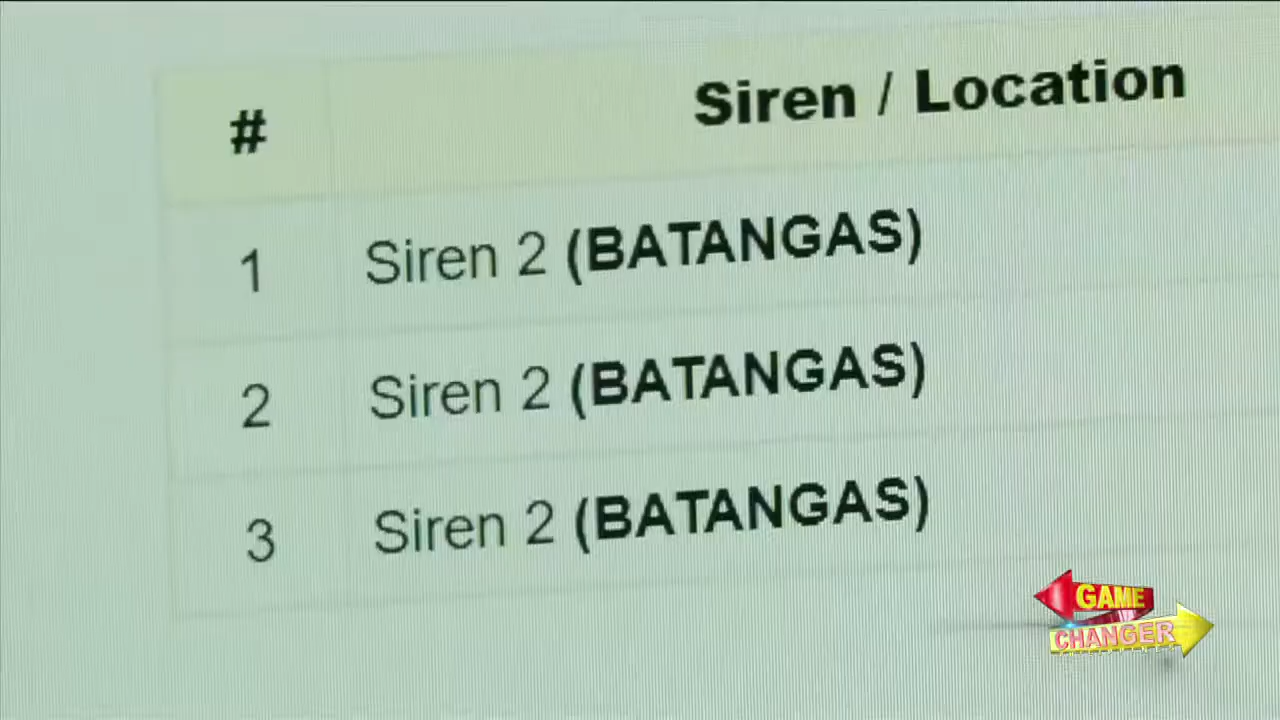 # Siren / Location
1 Siren 2 (BATANGAS)
2 Siren 2 (BATANGAS)
3 Siren 2 (BATANGAS)
GAME
CHANGER